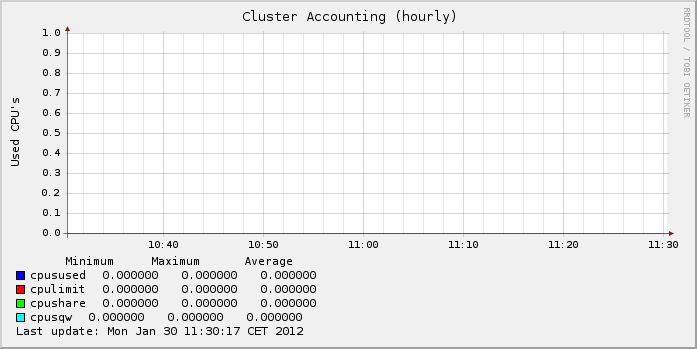 Cluster Accounting (hourly)
RRDTOOL / TOBI OETIKER
Used CPU's
1.0
0.9
0.8
0.7
0.6
0.5
0.4
0.3
0.2
0.1
0.0
10:40 10:50 11:00 11:10 11:20 11:30
Minimum Maximum Average
cpusused 0.000000 0.000000 0.000000
cpulimit 0.000000 0.000000 0.000000
cpushare 0.000000 0.000000 0.000000
cpusqw 0.000000 0.000000 0.000000
Last update: Mon Jan 30 11:30:17 CET 2012